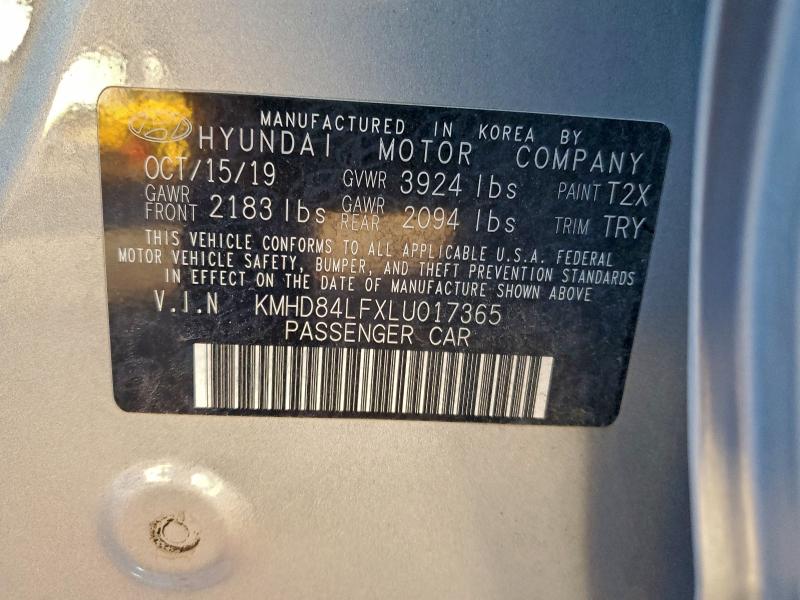 MANUFACTURED IN KOREA BY
HYUNDAI MOTOR COMPANY
OCT/15/19 GVWR 3924 lbs PAINT T2X
GAWR FRONT 2183 lbs GAWR REAR 2094 lbs TRIM TRY
THIS VEHICLE CONFORMS TO ALL APPLICABLE U.S.A. FEDERAL
MOTOR VEHICLE SAFETY, BUMPER, AND THEFT PREVENTION STANDARDS
IN EFFECT ON THE DATE OF MANUFACTURE SHOWN ABOVE
V.I.N KMHD84LFXLU017365
PASSENGER CAR